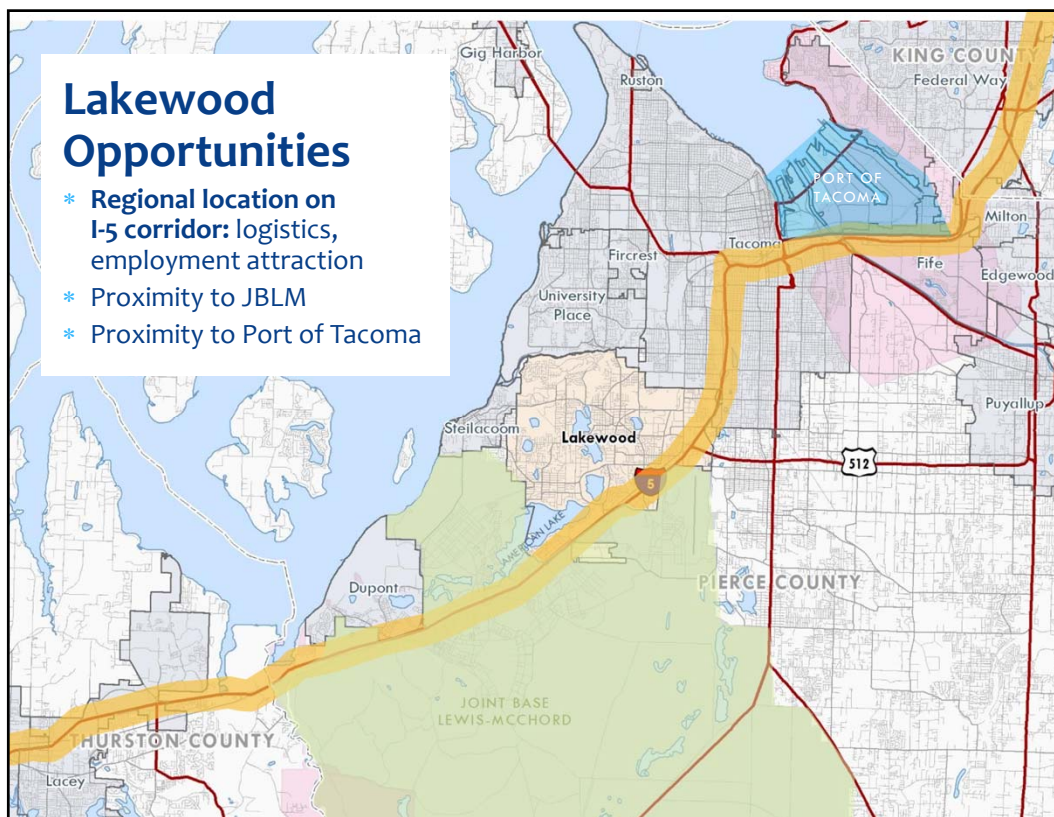 Lakewood
Opportunities
* Regional location on
I-5 corridor: logistics,
employment attraction
* Proximity to JBLM
* Proximity to Port of Tacoma
Gig Harbor
Ruston
KING COUNTY
Federal Way
PORT OF
TACOMA
Milton
Tacoma
Fircrest
Fife
Edgewood
University
Place
Puyallup
Steilacoom
Lakewood
512
5
AMERICAN LAKE
Dupont
PIERCE COUNTY
JOINT BASE
LEWIS-MCCHORD
THURSTON COUNTY
Lacey